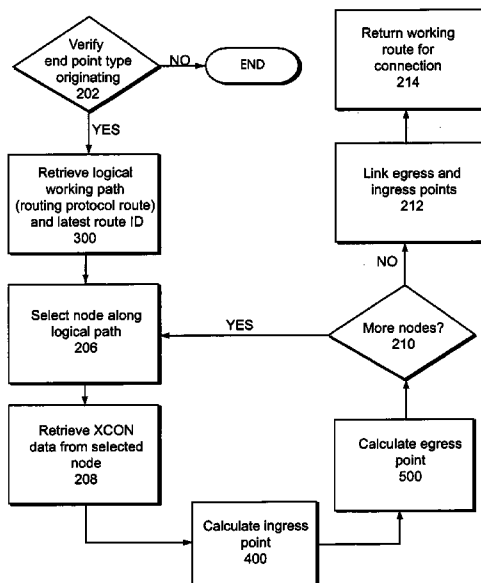 Verify
end point type
originating
202
NO
END
YES
Retrieve logical
working path
(routing protocol route)
and latest route ID
300
Select node along
logical path
206
Retrieve XCON
data from selected
node
208
Calculate ingress
point
400
Calculate egress
point
500
More nodes?
210
YES
NO
Link egress and
ingress points
212
Return working
route for
connection
214